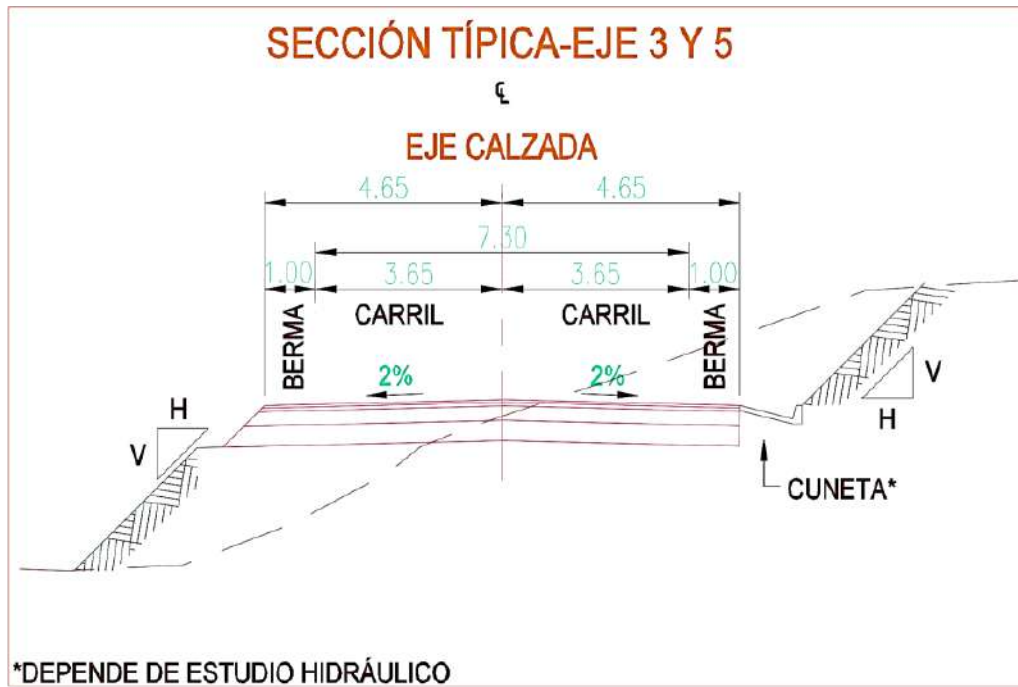 SECCIÓN TÍPICA-EJE 3 Y 5
℄
EJE CALZADA
4.65 4.65
7.30
1.00 3.65 3.65 1.00
BERMA CARRIL CARRIL BERMA
2% 2%
H V
V H
CUNETA*
*DEPENDE DE ESTUDIO HIDRÁULICO